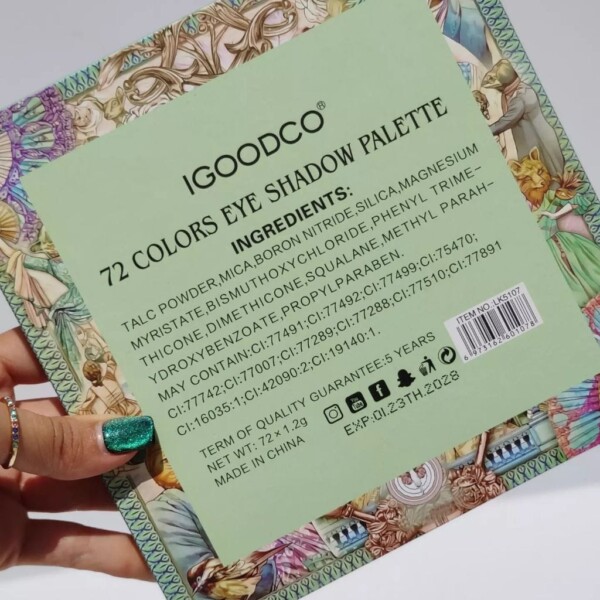 IGOODCO®
72 COLORS EYE SHADOW PALETTE
INGREDIENTS:
TALC POWDER,MICA,BORON NITRIDE,SILICA,MAGNESIUM
MYRISTATE,BISMUTHOXYCHLORIDE,PHENYL TRIME-
THICONE,DIMETHICONE,SQUALANE,METHYL PARAH-
YDROXYBENZOATE,PROPYLPARABEN.
MAY CONTAIN:CI:77491:CI:77492:CI:77499:CI:75470:
CI:77742:CI:77007:CI:77289:CI:77288:CI:77510:CI:77891
CI:16035:1:CI:42090:2:CI:19140:1.
TERM OF QUALITY GUARANTEE:5 YEARS
NET WT: 72×1.2g
MADE IN CHINA
EXP:01.23TH.2028
ITEM NO.:LK5107
6 973162 601078